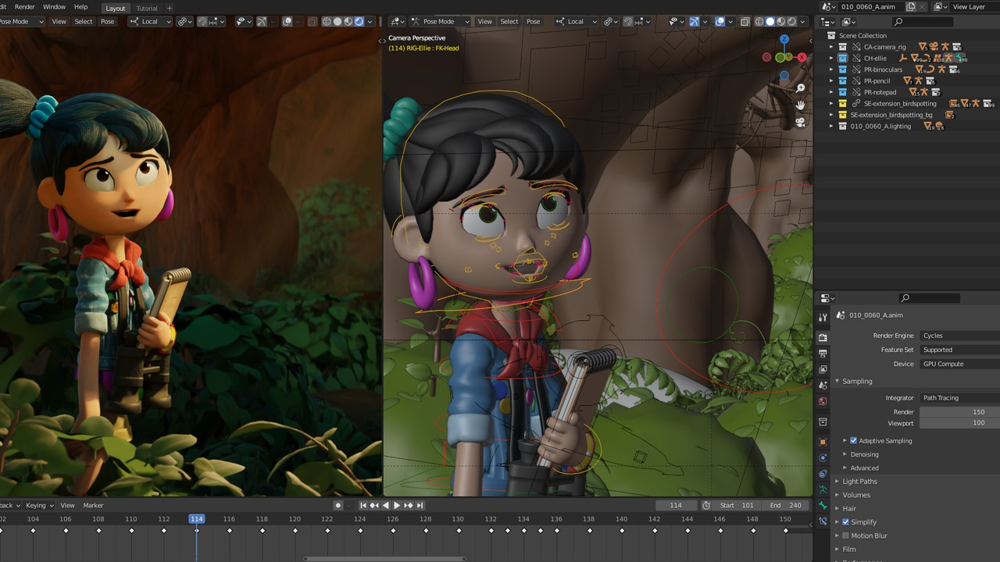 dit Render Window Help Layout Tutorial + 010_0060_A.anim View Layer
Pose Mode View Select Pose Local Pose Mode View Select Pose Local
Camera Perspective
(114) RIG-Ellie : FK-Head
Z
X
Scene Collection
CA-camera_rig
CH-ellie
PR-binoculars
PR-pencil
PR-notepad
SE-extension_birdspotting
SE-extension_birdspotting_bg
010_0060_A.lighting
010_0060_A.anim
Render Engine Cycles
Feature Set Supported
Device GPU Compute
Sampling
Integrator Path Tracing
Render 150
Viewport 100
Adaptive Sampling
Denoising
Advanced
Light Paths
Volumes
Hair
Simplify
Motion Blur
Film
back Keying View Marker 114 Start 101 End 240
02 104 106 108 110 112 114 116 118 120 122 124 126 128 130 132 134 136 138 140 142 144 146 148 150